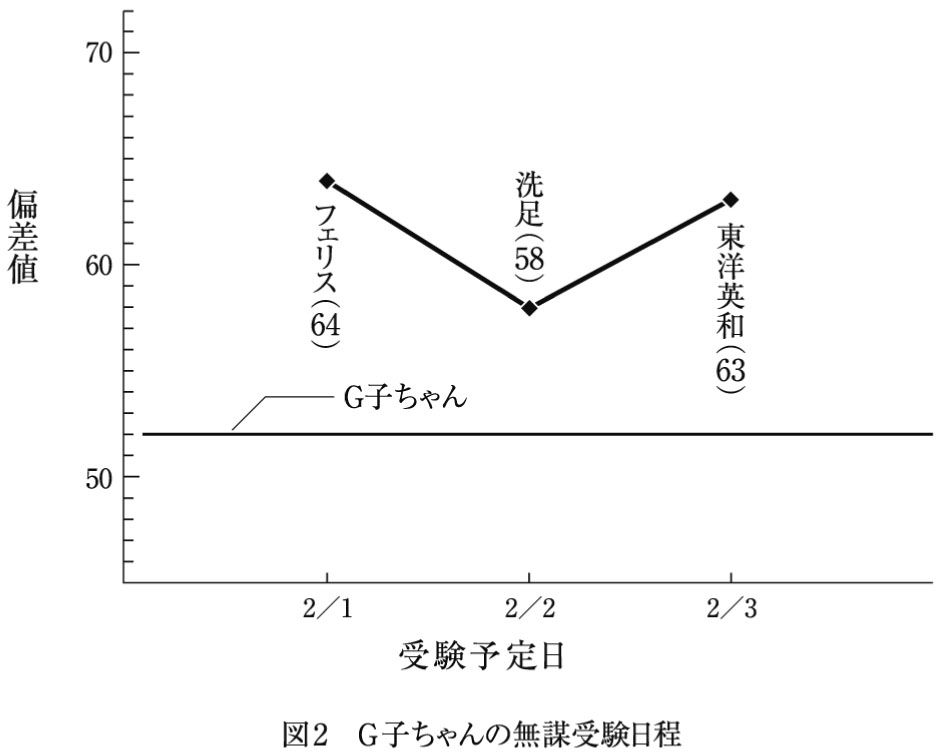 70
60
50
偏差値
フェリス(64)
洗足(58)
東洋英和(63)
G子ちゃん
2/1
2/2
2/3
受験予定日
図2 G子ちゃんの無謀受験日程